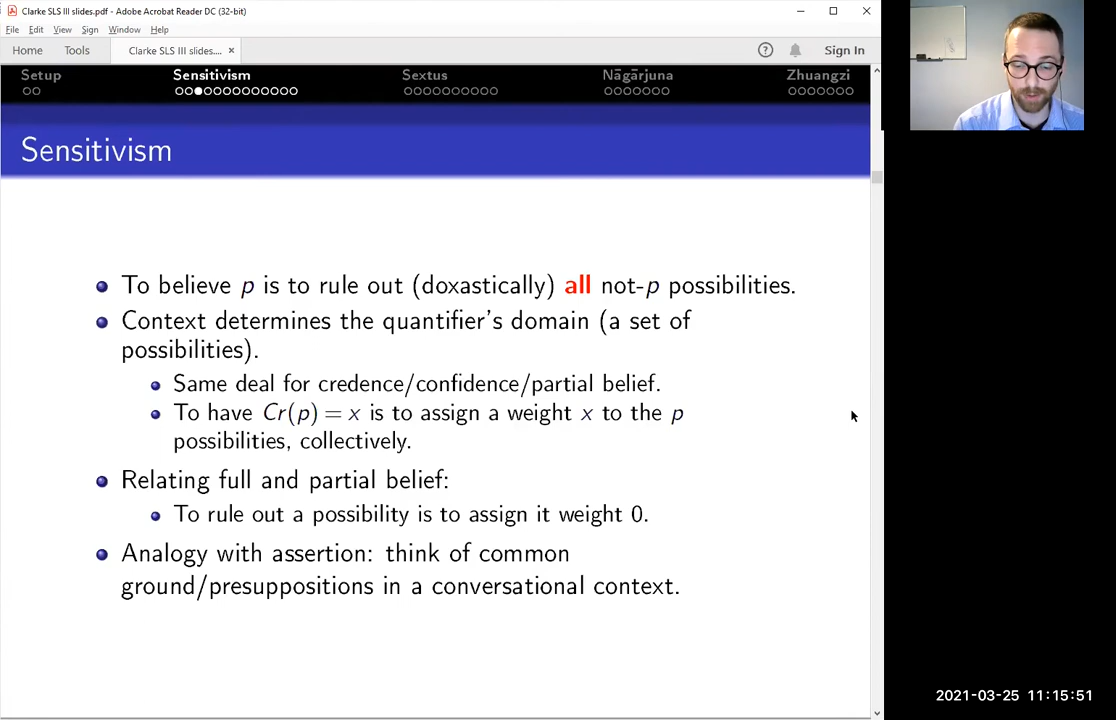 Clarke SLS III slides.pdf - Adobe Acrobat Reader DC (32-bit)
File Edit View Sign Window Help
Home Tools Clarke SLS III slides.... × Sign In
Setup Sensitivism Sextus Nāgārjuna Zhuangzi
Sensitivism
To believe p is to rule out (doxastically) all not-p possibilities.
Context determines the quantifier's domain (a set of
possibilities).
Same deal for credence/confidence/partial belief.
To have Cr(p) = x is to assign a weight x to the p
possibilities, collectively.
Relating full and partial belief:
To rule out a possibility is to assign it weight 0.
Analogy with assertion: think of common
ground/presuppositions in a conversational context.
2021-03-25 11:15:51